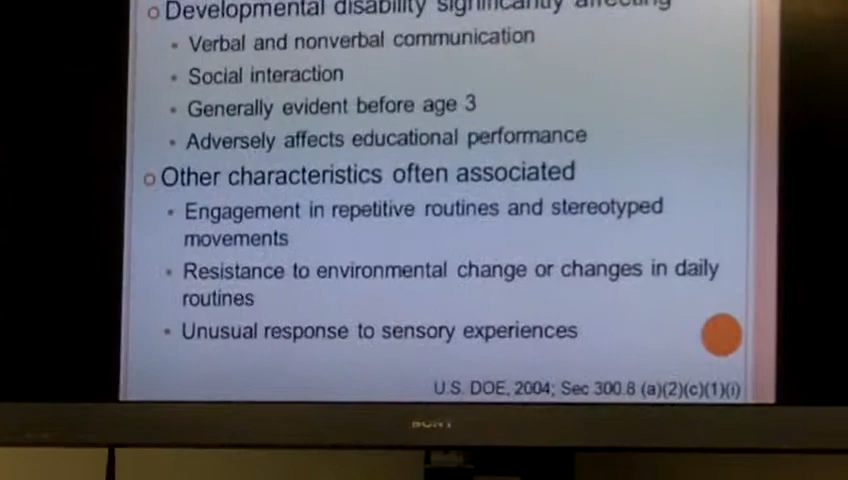 Developmental disability significantly affecting
Verbal and nonverbal communication
Social interaction
Generally evident before age 3
Adversely affects educational performance
Other characteristics often associated
Engagement in repetitive routines and stereotyped
movements
Resistance to environmental change or changes in daily
routines
Unusual response to sensory experiences
U.S. DOE, 2004; Sec 300.8 (a)(2)(c)(1)(i)
SONY